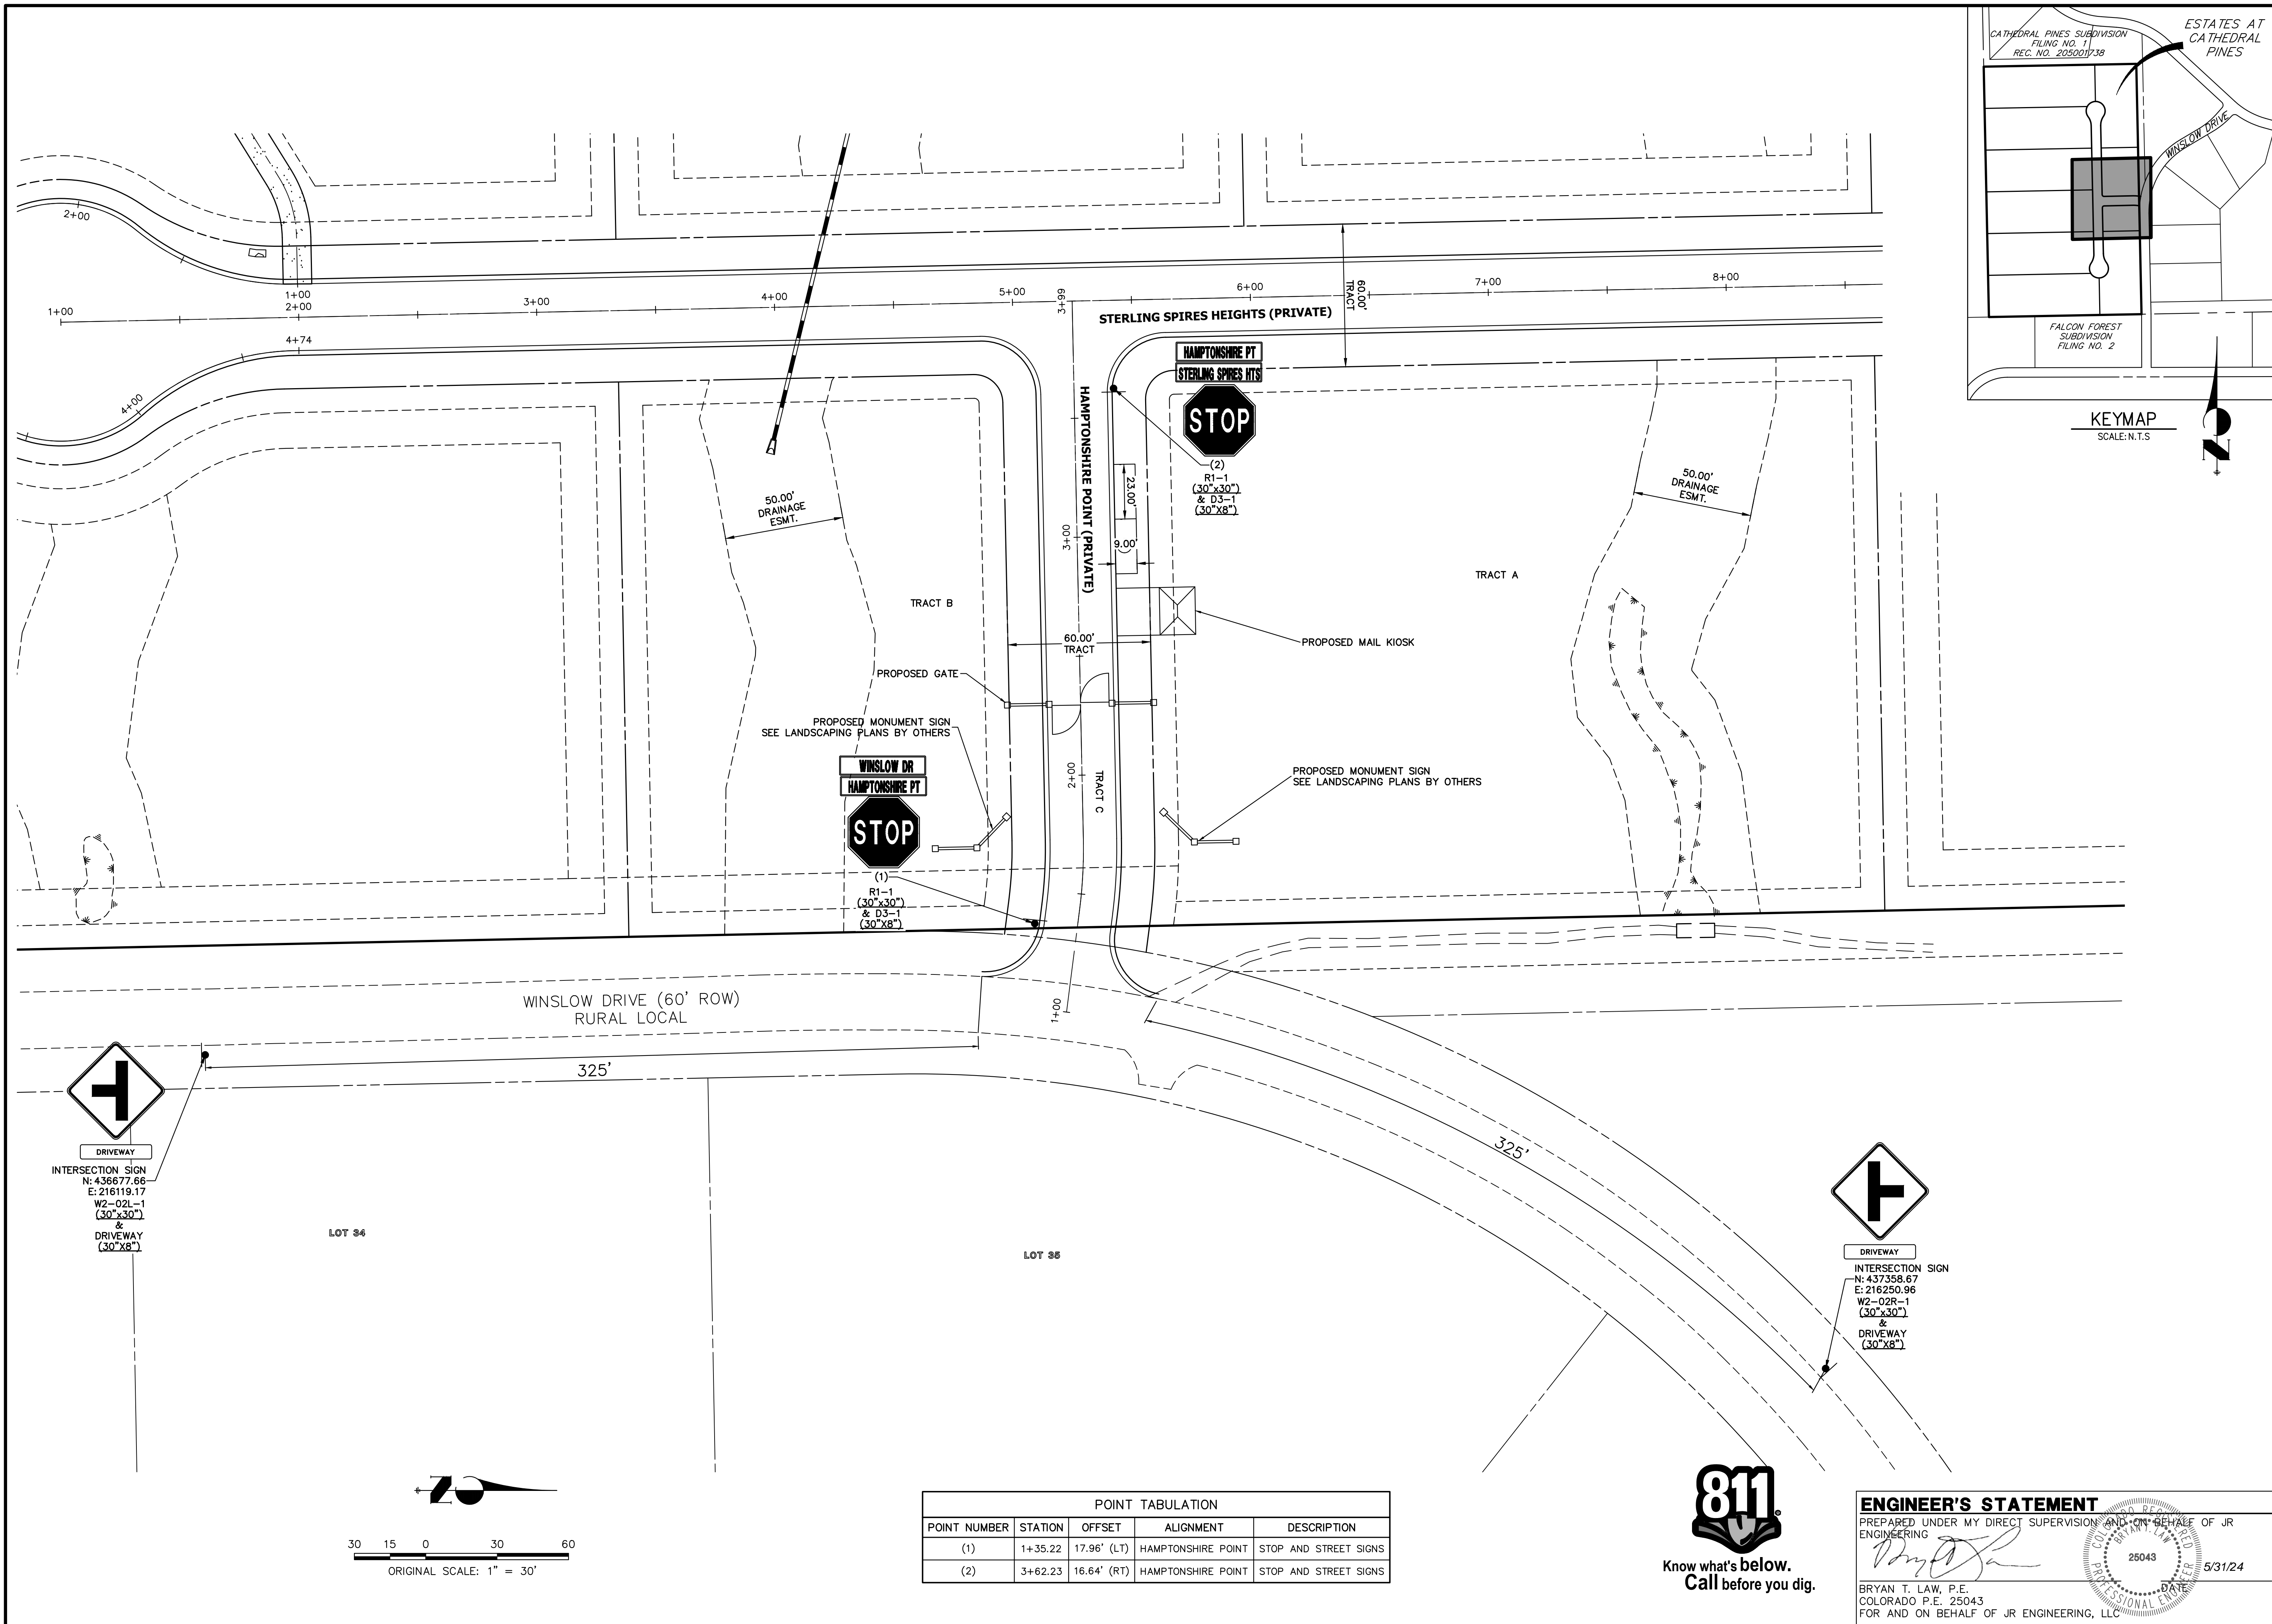 CATHEDRAL PINES SUBDIVISION
FILING NO. 1
REC. NO. 205001738
ESTATES AT
CATHEDRAL
PINES
WINSLOW DRIVE
FALCON FOREST
SUBDIVISION
FILING NO. 2
KEYMAP
SCALE: N.T.S
N
2+00
1+00
1+00
2+00
3+00
4+00
5+00
6+00
7+00
8+00
4+74
4+00
3+99
60.00'
TRACT
STERLING SPIRES HEIGHTS (PRIVATE)
HAMPTONSHIRE PT
STERLING SPIRES HTS
STOP
(2)
R1-1
(30"x30")
& D3-1
(30"X8")
HAMPTONSHIRE POINT (PRIVATE)
23.00'
3+00
9.00'
50.00'
DRAINAGE
ESMT.
50.00'
DRAINAGE
ESMT.
TRACT A
TRACT B
PROPOSED MAIL KIOSK
60.00'
TRACT
PROPOSED GATE
PROPOSED MONUMENT SIGN
SEE LANDSCAPING PLANS BY OTHERS
WINSLOW DR
HAMPTONSHIRE PT
STOP
(1)
R1-1
(30"x30")
& D3-1
(30"X8")
2+00
TRACT C
PROPOSED MONUMENT SIGN
SEE LANDSCAPING PLANS BY OTHERS
WINSLOW DRIVE (60' ROW)
RURAL LOCAL
1+00
325'
325'
DRIVEWAY
INTERSECTION SIGN
N: 436677.66
E: 216119.17
W2-02L-1
(30"x30")
&
DRIVEWAY
(30"X8")
LOT 34
LOT 35
DRIVEWAY
INTERSECTION SIGN
N: 437358.67
E: 216250.96
W2-02R-1
(30"x30")
&
DRIVEWAY
(30"X8")
N
30 15 0 30 60
ORIGINAL SCALE: 1" = 30'
POINT TABULATION
POINT NUMBER STATION OFFSET ALIGNMENT DESCRIPTION
(1) 1+35.22 17.96' (LT) HAMPTONSHIRE POINT STOP AND STREET SIGNS
(2) 3+62.23 16.64' (RT) HAMPTONSHIRE POINT STOP AND STREET SIGNS
811
Know what's below.
Call before you dig.
ENGINEER'S STATEMENT
PREPARED UNDER MY DIRECT SUPERVISION AND ON BEHALF OF JR
ENGINEERING
COLORADO REGISTERED
BRYAN T. LAW
25043
PROFESSIONAL ENGINEER
5/31/24
DATE
BRYAN T. LAW, P.E.
COLORADO P.E. 25043
FOR AND ON BEHALF OF JR ENGINEERING, LLC